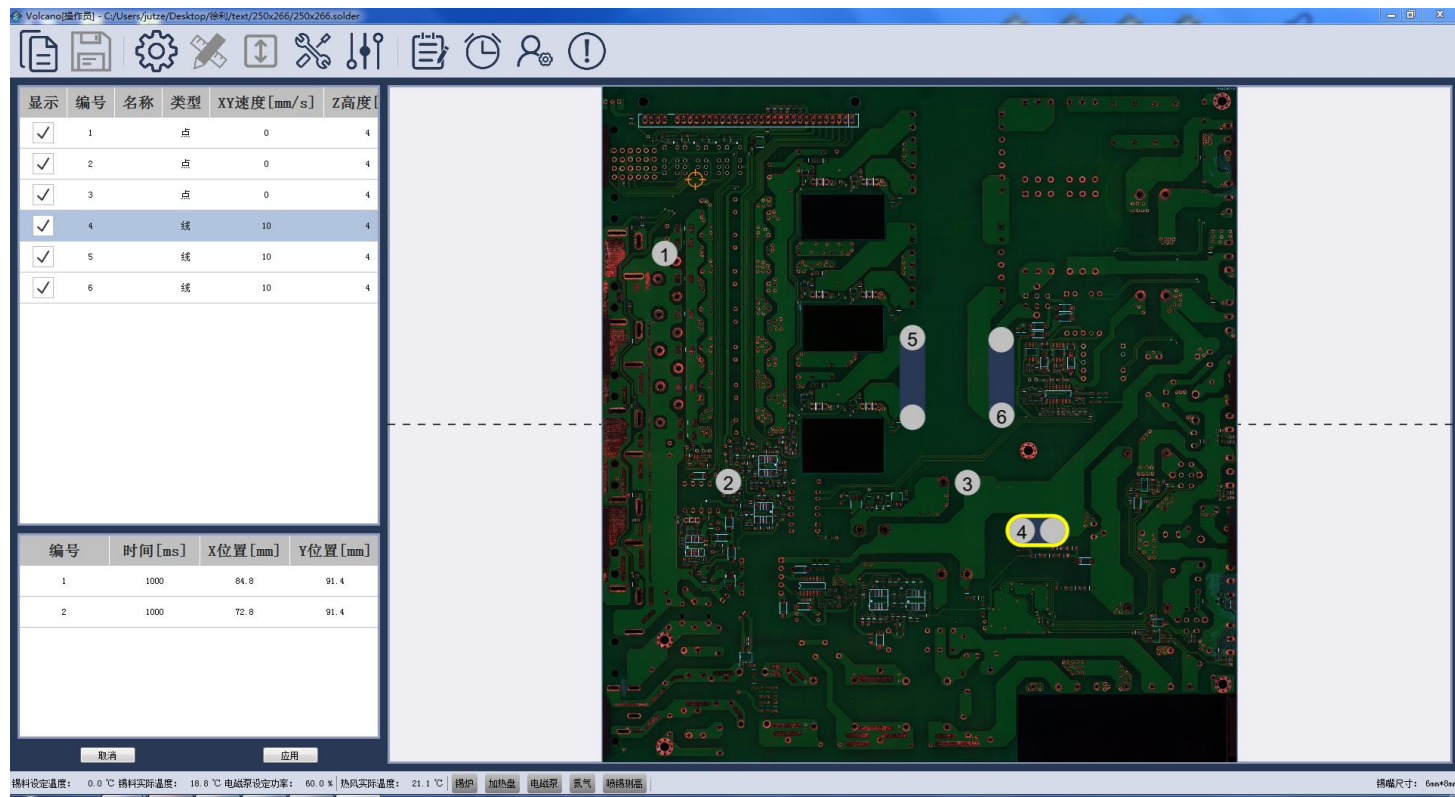 Volcano[操作员] - C:/Users/jutze/Desktop/徐利/text/250x266/250x266.solder
显示 编号 名称 类型 XY速度[mm/s] Z高度[
1 点 0 4
2 点 0 4
3 点 0 4
4 线 10 4
5 线 10 4
6 线 10 4
编号 时间[ms] X位置[mm] Y位置[mm]
1 1000 84.8 91.4
2 1000 72.8 91.4
取消 应用
1
5
6
2
3
4
锡料设定温度: 0.0 ℃ 锡料实际温度: 18.8 ℃ 电磁泵设定功率: 60.0 % 热风实际温度: 21.1 ℃ 锡炉 加热盘 电磁泵 氮气 喷锡测高 锡嘴尺寸: 6mm*8mm